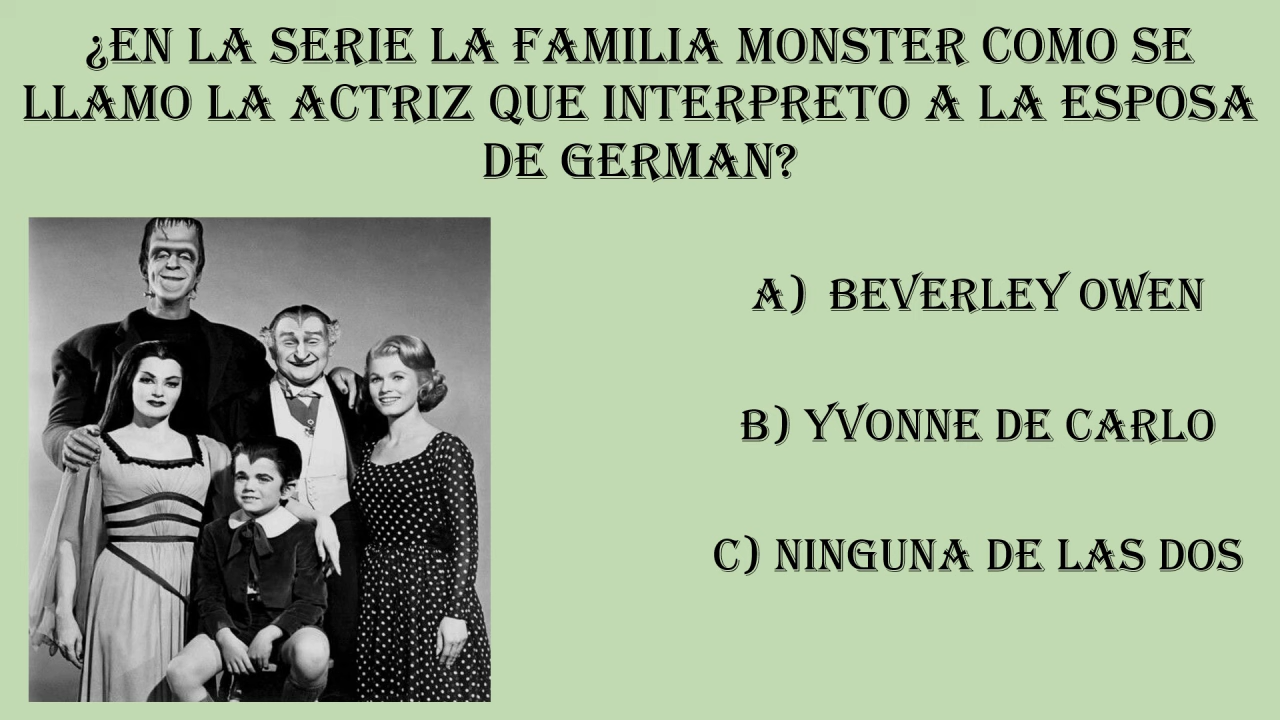 ¿EN LA SERIE LA FAMILIA MONSTER COMO SE
LLAMO LA ACTRIZ QUE INTERPRETO A LA ESPOSA
DE GERMAN?
A) BEVERLEY OWEN
B) YVONNE DE CARLO
C) NINGUNA DE LAS DOS